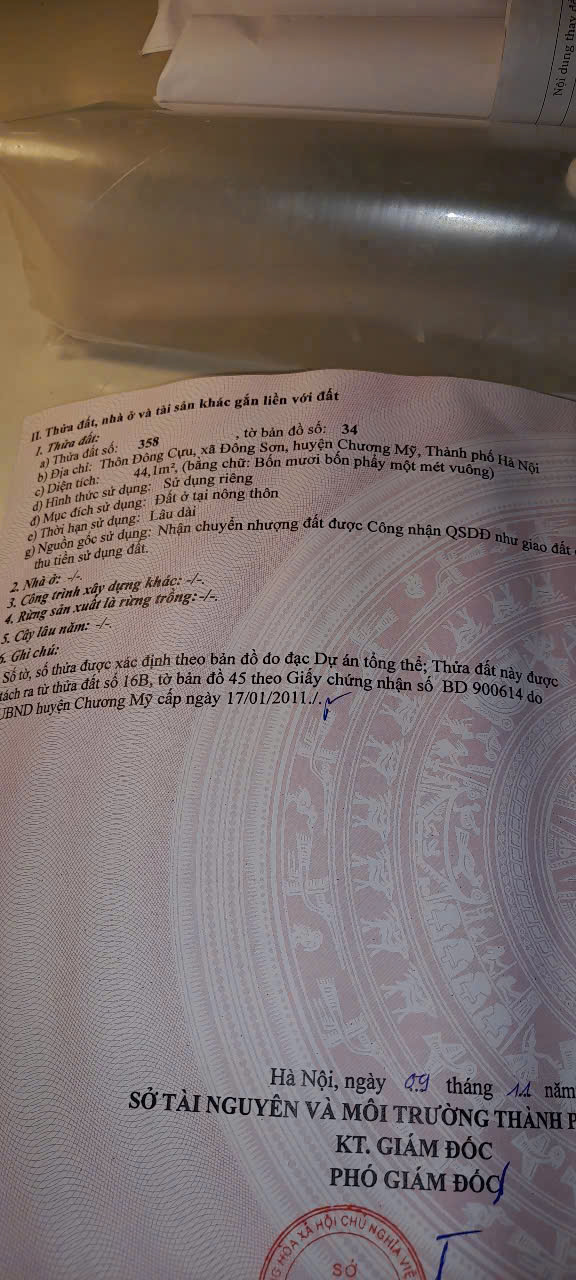 Nội dung thay đ
II. Thửa đất, nhà ở và tài sản khác gắn liền với đất
1. Thửa đất:
a) Thửa đất số: 358 , tờ bản đồ số: 34
b) Địa chỉ: Thôn Đông Cựu, xã Đông Sơn, huyện Chương Mỹ, Thành phố Hà Nội
c) Diện tích: 44,1m², (bằng chữ: Bốn mươi bốn phẩy một mét vuông)
d) Hình thức sử dụng: Sử dụng riêng
đ) Mục đích sử dụng: Đất ở tại nông thôn
e) Thời hạn sử dụng: Lâu dài
g) Nguồn gốc sử dụng: Nhận chuyển nhượng đất được Công nhận QSDĐ như giao đất
thu tiền sử dụng đất.
2. Nhà ở: -/-.
3. Công trình xây dựng khác: -/-.
4. Rừng sản xuất là rừng trồng: -/-.
5. Cây lâu năm: -/-.
6. Ghi chú:
Số tờ, số thửa được xác định theo bản đồ đo đạc Dự án tổng thể; Thửa đất này được
tách ra từ thửa đất số 16B, tờ bản đồ 45 theo Giấy chứng nhận số BD 900614 do
UBND huyện Chương Mỹ cấp ngày 17/01/2011./.
Hà Nội, ngày 09 tháng 11 năm
SỞ TÀI NGUYÊN VÀ MÔI TRƯỜNG THÀNH P
KT. GIÁM ĐỐC
PHÓ GIÁM ĐỐC
G HÒA XÃ HỘI CHỦ NGHĨA VIỆ
SỞ